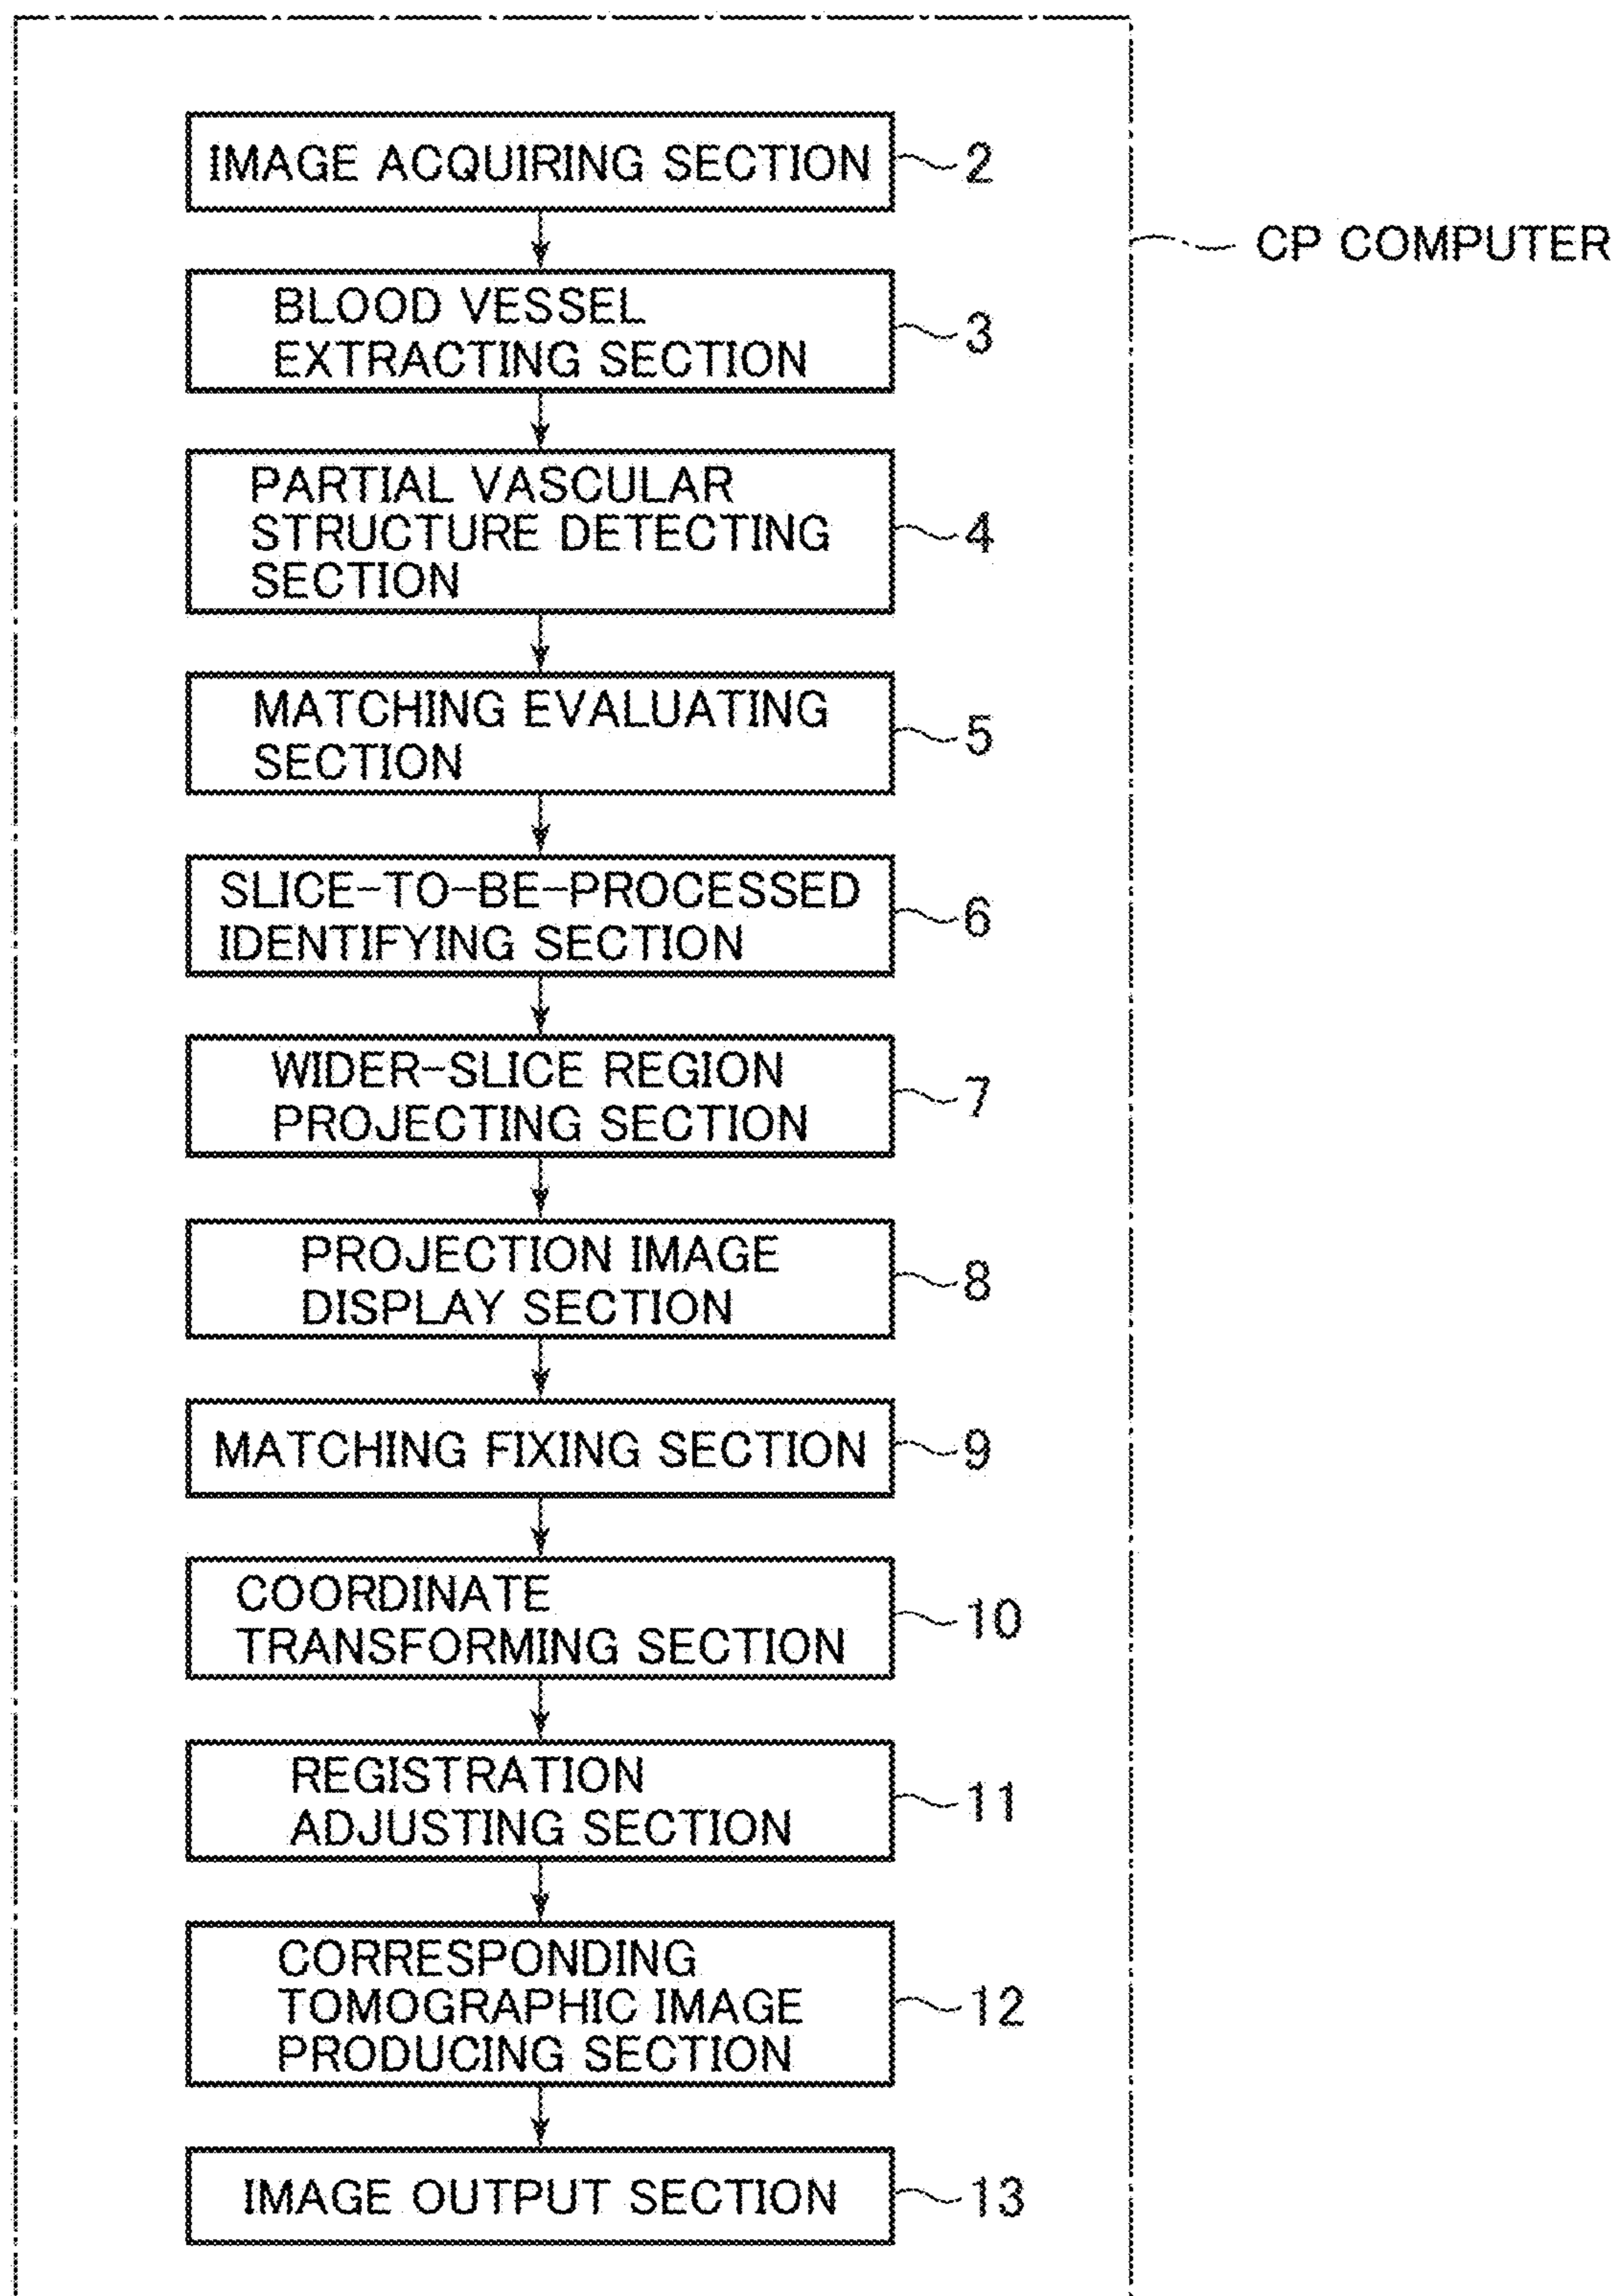 IMAGE ACQUIRING SECTION 2
CP COMPUTER
BLOOD VESSEL
EXTRACTING SECTION
3
PARTIAL VASCULAR
STRUCTURE DETECTING
SECTION
4
MATCHING EVALUATING
SECTION
5
SLICE-TO-BE-PROCESSED
IDENTIFYING SECTION
6
WIDER-SLICE REGION
PROJECTING SECTION
7
PROJECTION IMAGE
DISPLAY SECTION
8
MATCHING FIXING SECTION 9
COORDINATE
TRANSFORMING SECTION
10
REGISTRATION
ADJUSTING SECTION
11
CORRESPONDING
TOMOGRAPHIC IMAGE
PRODUCING SECTION
12
IMAGE OUTPUT SECTION 13